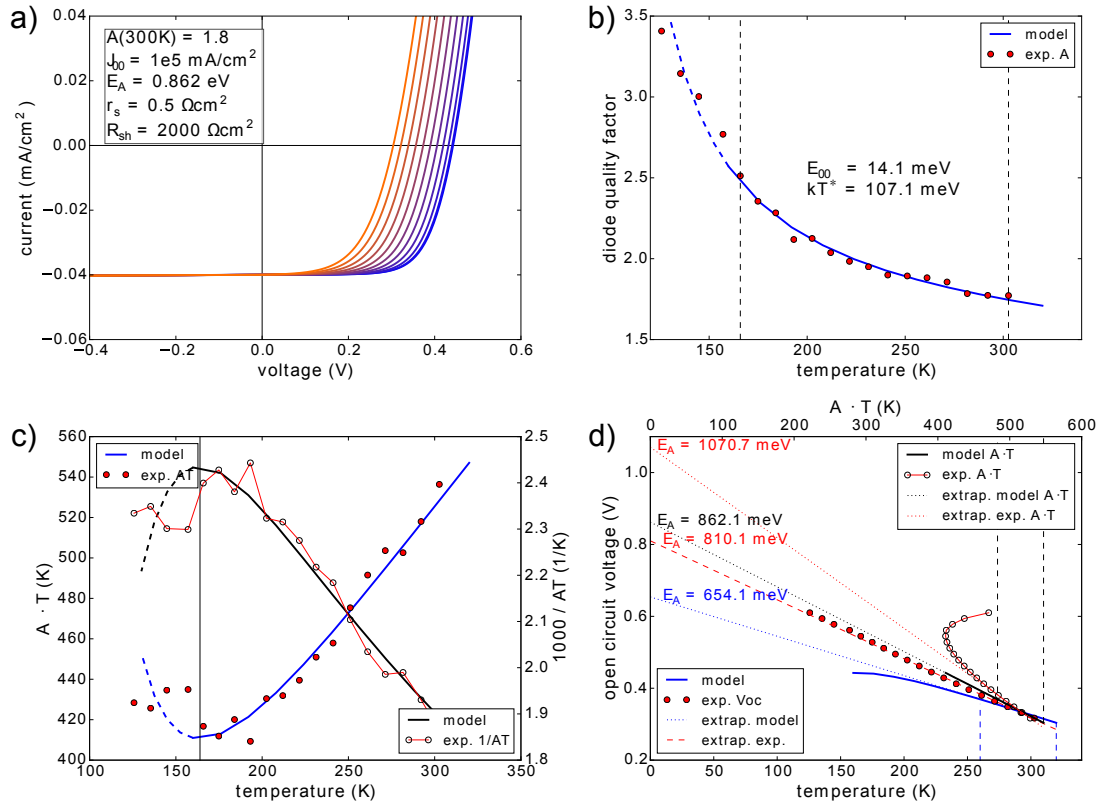 a)
A(300K) = 1.8
J00 = 1e5 mA/cm²
EA = 0.862 eV
rs = 0.5 Ωcm²
Rsh = 2000 Ωcm²
0.04
0.02
0.00
−0.02
−0.04
−0.06
current (mA/cm²)
−0.4
−0.2
0.0
0.2
0.4
0.6
voltage (V)
b)
model
exp. A
E00 = 14.1 meV
kT* = 107.1 meV
3.5
3.0
2.5
2.0
1.5
diode quality factor
150
200
250
300
temperature (K)
c)
model
exp. AT
560
540
520
500
480
460
440
420
400
A · T (K)
2.5
2.4
2.3
2.2
2.1
2.0
1.9
1.8
1000 / AT (1/K)
model
exp. 1/AT
100
150
200
250
300
350
temperature (K)
d)
A · T (K)
0
100
200
300
400
500
600
EA = 1070.7 meV
EA = 862.1 meV
EA = 810.1 meV
EA = 654.1 meV
model A·T
exp. A·T
extrap. model A·T
extrap. exp. A·T
1.0
0.8
0.6
0.4
0.2
open circuit voltage (V)
model
exp. Voc
extrap. model
extrap. exp.
0
50
100
150
200
250
300
temperature (K)